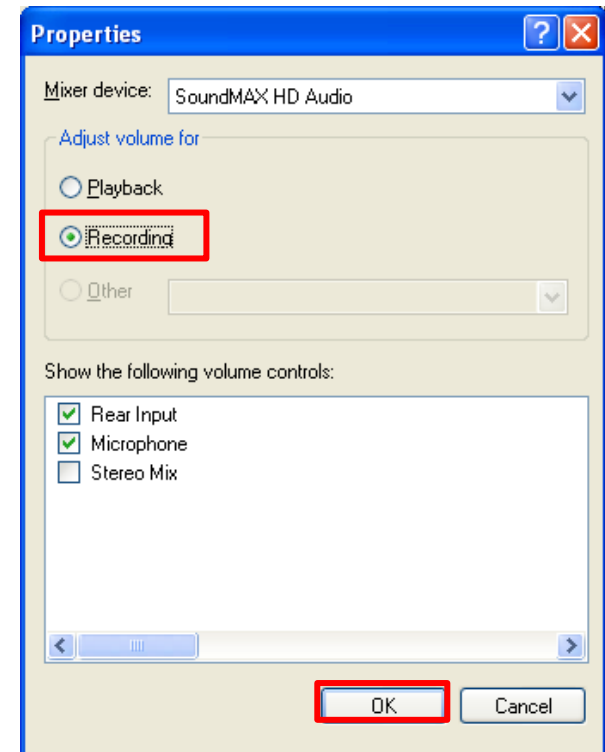 Properties
Mixer device: SoundMAX HD Audio
Adjust volume for
Playback
Recording
Other
Show the following volume controls:
Rear Input
Microphone
Stereo Mix
OK Cancel